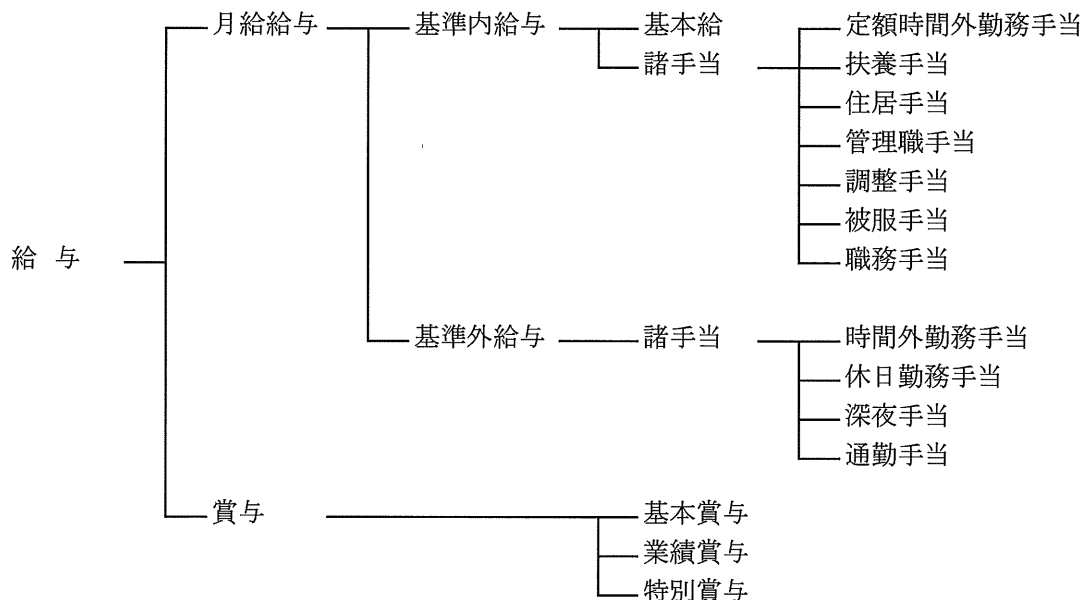 月給給与 基準内給与 基本給 定額時間外勤務手当
諸手当 扶養手当
住居手当
管理職手当
調整手当
被服手当
給与 職務手当
基準外給与 諸手当 時間外勤務手当
休日勤務手当
深夜手当
通勤手当
賞与 基本賞与
業績賞与
特別賞与